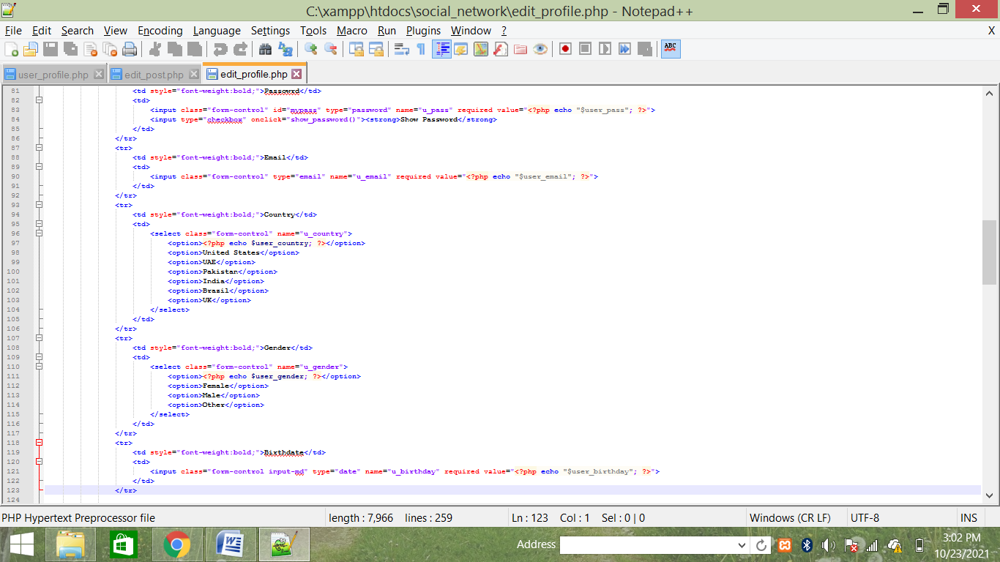 C:\xampp\htdocs\social_network\edit_profile.php - Notepad++
File Edit Search View Encoding Language Settings Tools Macro Run Plugins Window ? X
ABC
user_profile.php edit_post.php edit_profile.php
81 <td style="font-weight:bold;">Passowrd</td>
82 <td>
83 <input class="form-control" id="mypass" type="password" name="u_pass" required value="<?php echo "$user_pass"; ?>">
84 <input type="checkbox" onclick="show_password()"><strong>Show Password</strong>
85 </td>
86 </tr>
87 <tr>
88 <td style="font-weight:bold;">Email</td>
89 <td>
90 <input class="form-control" type="email" name="u_email" required value="<?php echo "$user_email"; ?>">
91 </td>
92 </tr>
93 <tr>
94 <td style="font-weight:bold;">Country</td>
95 <td>
96 <select class="form-control" name="u_country">
97 <option><?php echo $user_country; ?></option>
98 <option>United States</option>
99 <option>UAE</option>
100 <option>Pakistan</option>
101 <option>India</option>
102 <option>Brazil</option>
103 <option>UK</option>
104 </select>
105 </td>
106 </tr>
107 <tr>
108 <td style="font-weight:bold;">Gender</td>
109 <td>
110 <select class="form-control" name="u_gender">
111 <option><?php echo $user_gender; ?></option>
112 <option>Female</option>
113 <option>Male</option>
114 <option>Other</option>
115 </select>
116 </td>
117 </tr>
118 <tr>
119 <td style="font-weight:bold;">Birthdate</td>
120 <td>
121 <input class="form-control input-md" type="date" name="u_birthday" required value="<?php echo "$user_birthday"; ?>">
122 </td>
123 </tr>
124
PHP Hypertext Preprocessor file length : 7,966 lines : 259 Ln : 123 Col : 1 Sel : 0 | 0 Windows (CR LF) UTF-8 INS
Address
3:02 PM
10/23/2021